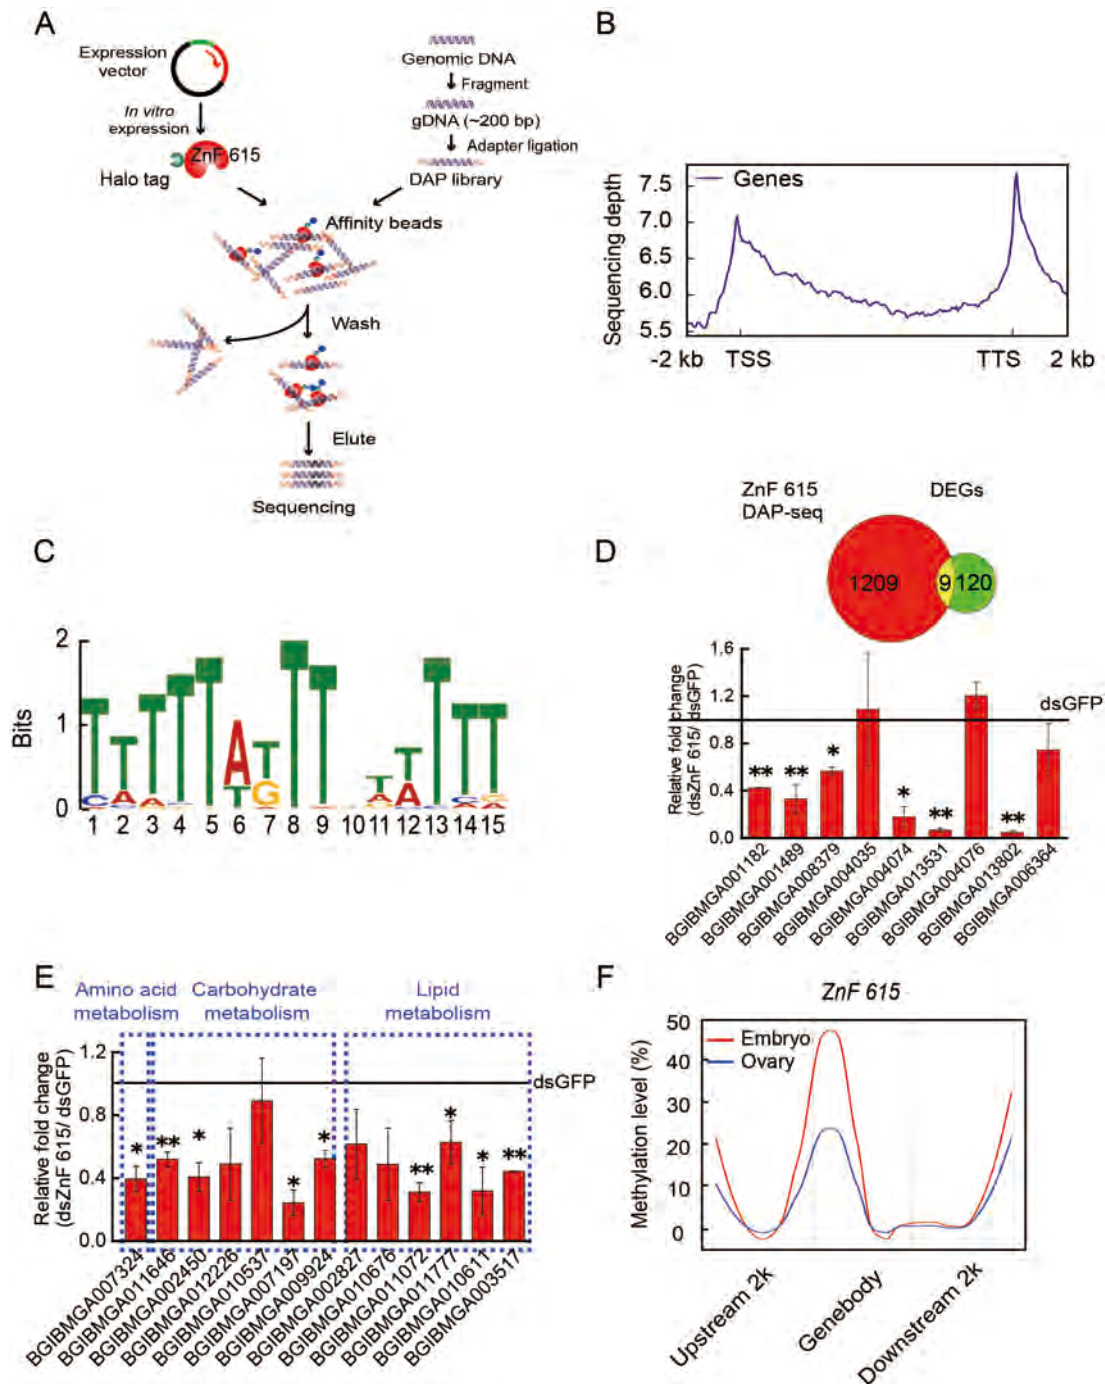 A
Expression
vector
In vitro
expression
ZnF 615
Halo tag
Genomic DNA
Fragment
gDNA (~200 bp)
Adapter ligation
DAP library
Affinity beads
Wash
Elute
Sequencing
B
Sequencing depth
7.5
7.0
6.5
6.0
5.5
Genes
-2 kb
TSS
TTS
2 kb
C
Bits
2
1
0
1 2 3 4 5 6 7 8 9 10 11 12 13 14 15
D
ZnF 615
DAP-seq
DEGs
1209
9
120
Relative fold change
(dsZnF 615/ dsGFP)
1.6
1.2
0.8
0.4
0.0
dsGFP
** ** * * ** **
BGIBMGA001182
BGIBMGA001489
BGIBMGA008379
BGIBMGA004035
BGIBMGA004074
BGIBMGA013531
BGIBMGA004076
BGIBMGA013802
BGIBMGA006364
E
Amino acid
metabolism
Carbohydrate
metabolism
Lipid
metabolism
Relative fold change
(dsZnF 615/ dsGFP)
1.2
0.8
0.4
0.0
dsGFP
* ** * * * ** * * **
BGIBMGA007324
BGIBMGA011646
BGIBMGA002450
BGIBMGA012226
BGIBMGA010537
BGIBMGA007197
BGIBMGA009924
BGIBMGA002827
BGIBMGA010676
BGIBMGA011072
BGIBMGA011777
BGIBMGA010611
BGIBMGA003517
F
ZnF 615
Methylation level (%)
50
40
30
20
10
0
Embryo
Ovary
Upstream 2k
Genebody
Downstream 2k